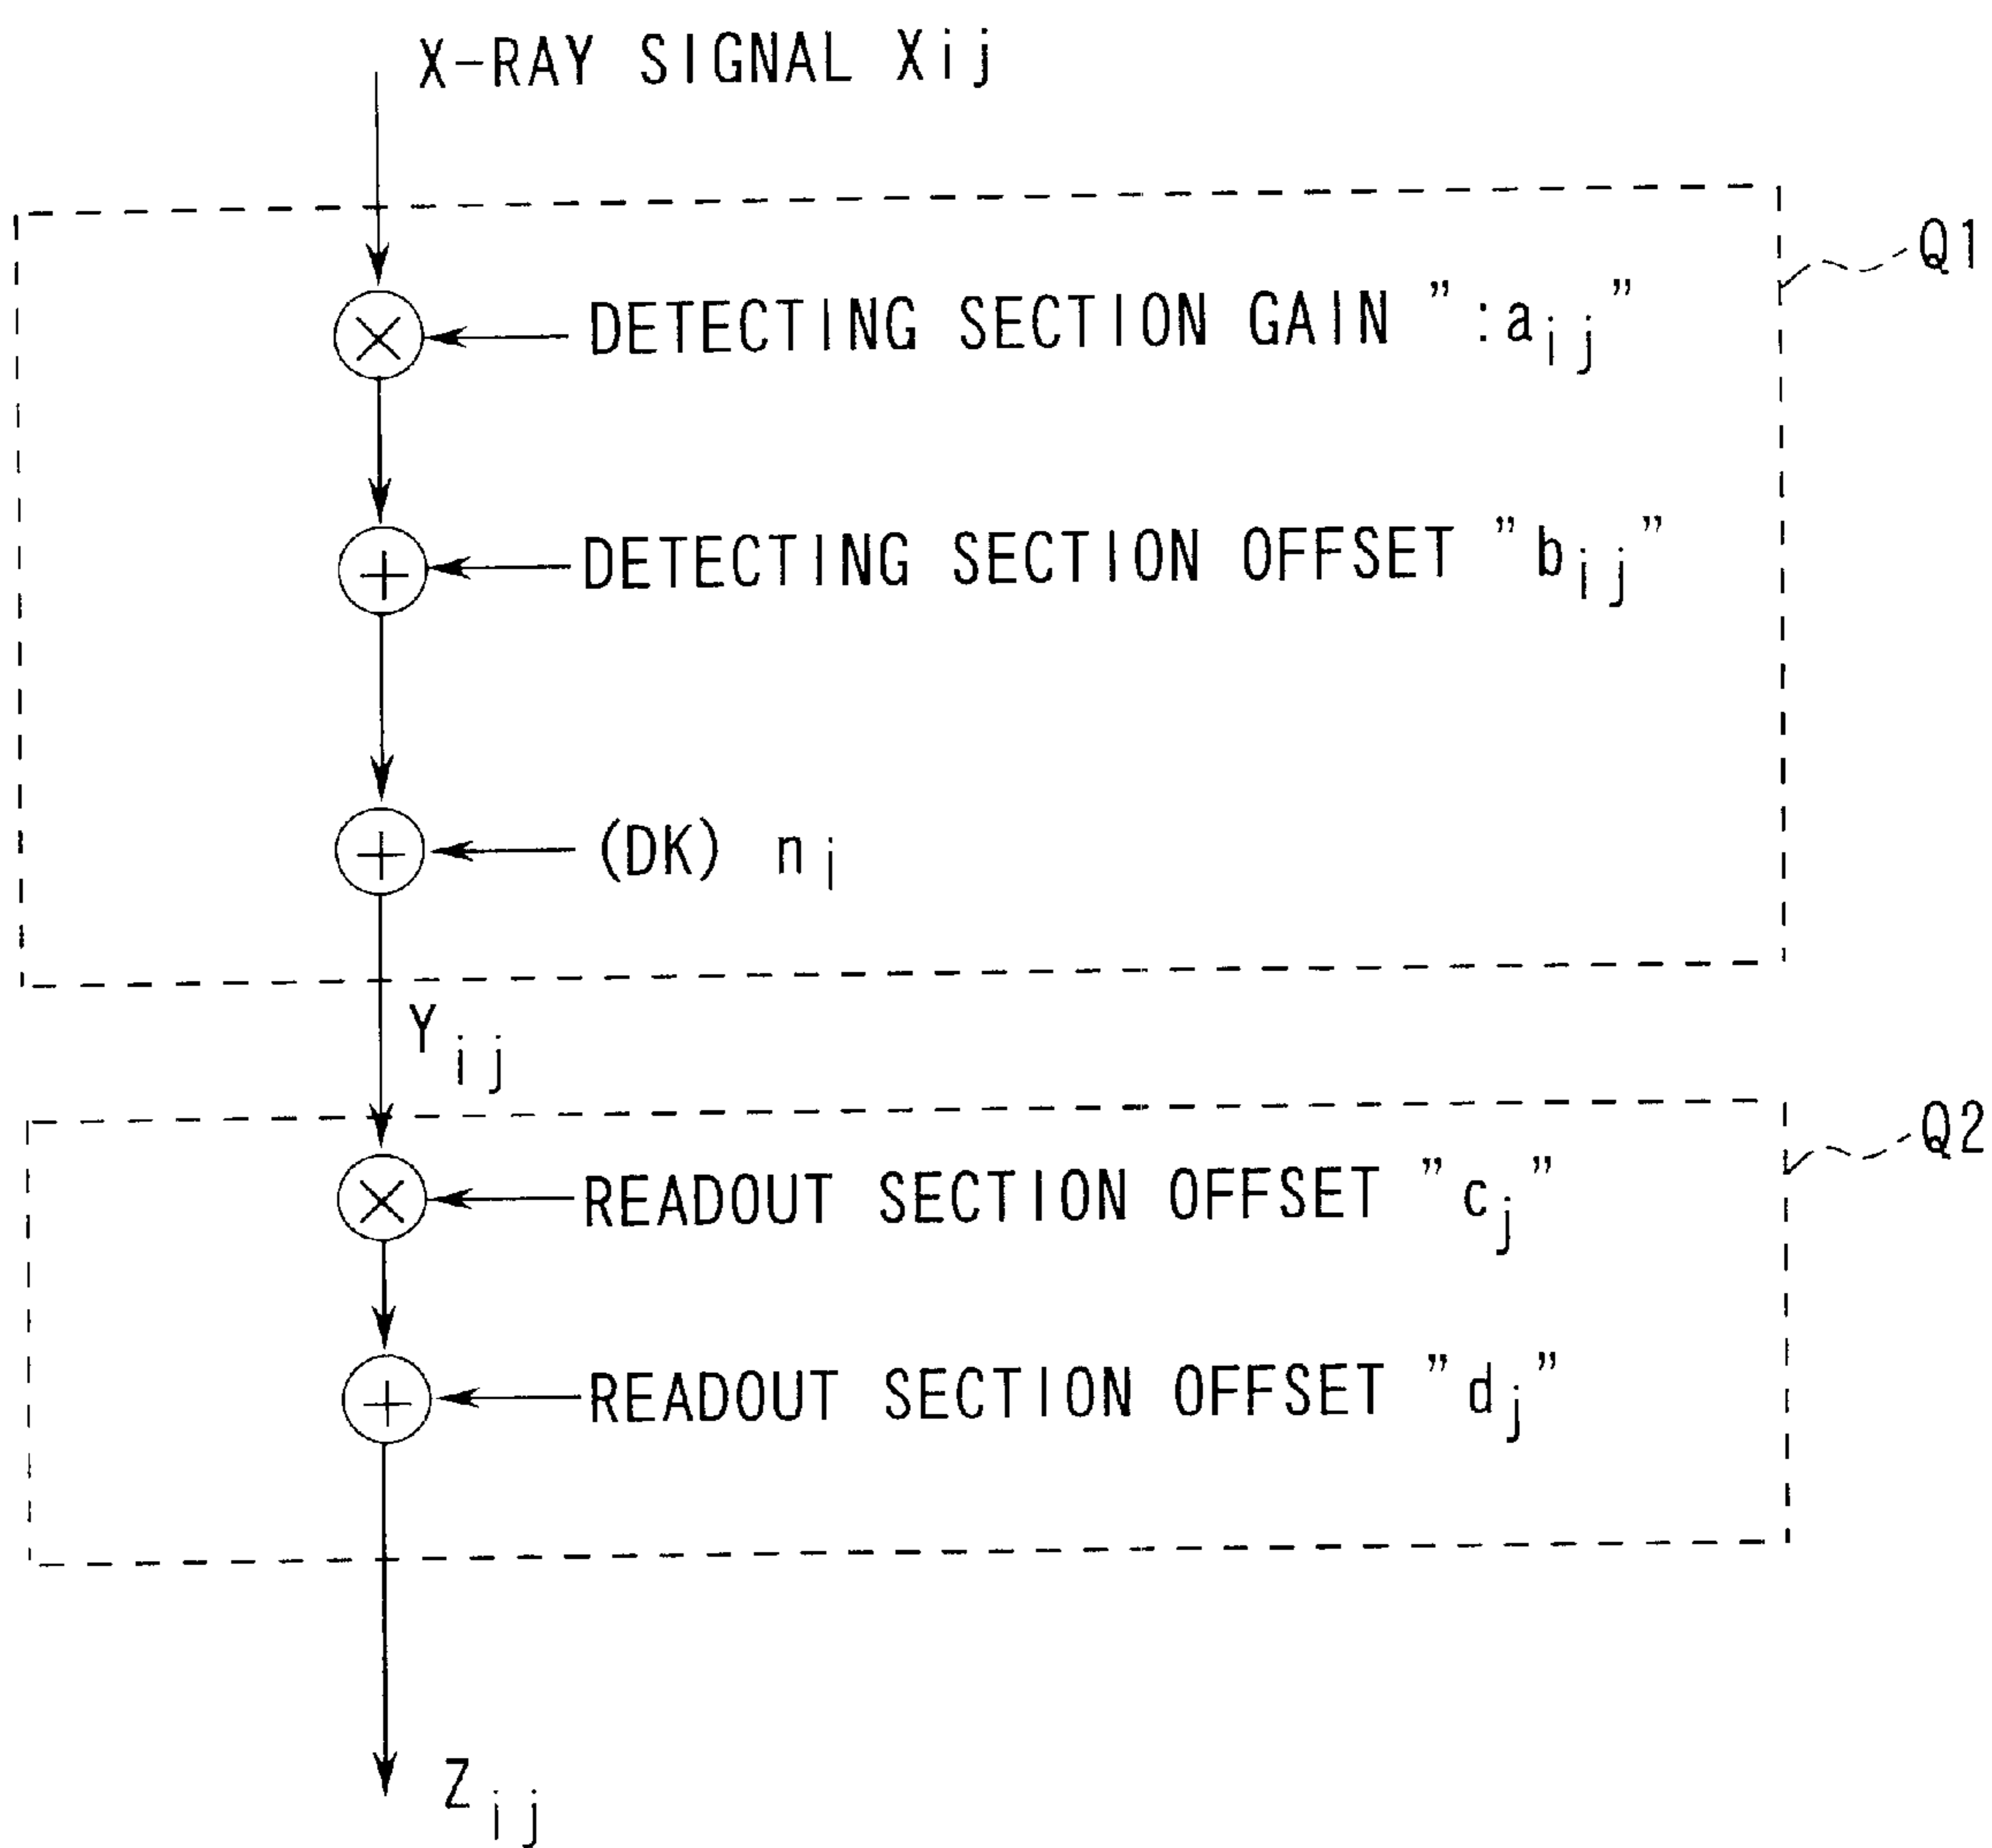 X-RAY SIGNAL Xij
Q1
DETECTING SECTION GAIN ":aij"
DETECTING SECTION OFFSET "bij"
(DK) ni
Yij
Q2
READOUT SECTION OFFSET "cj"
READOUT SECTION OFFSET "dj"
Zij